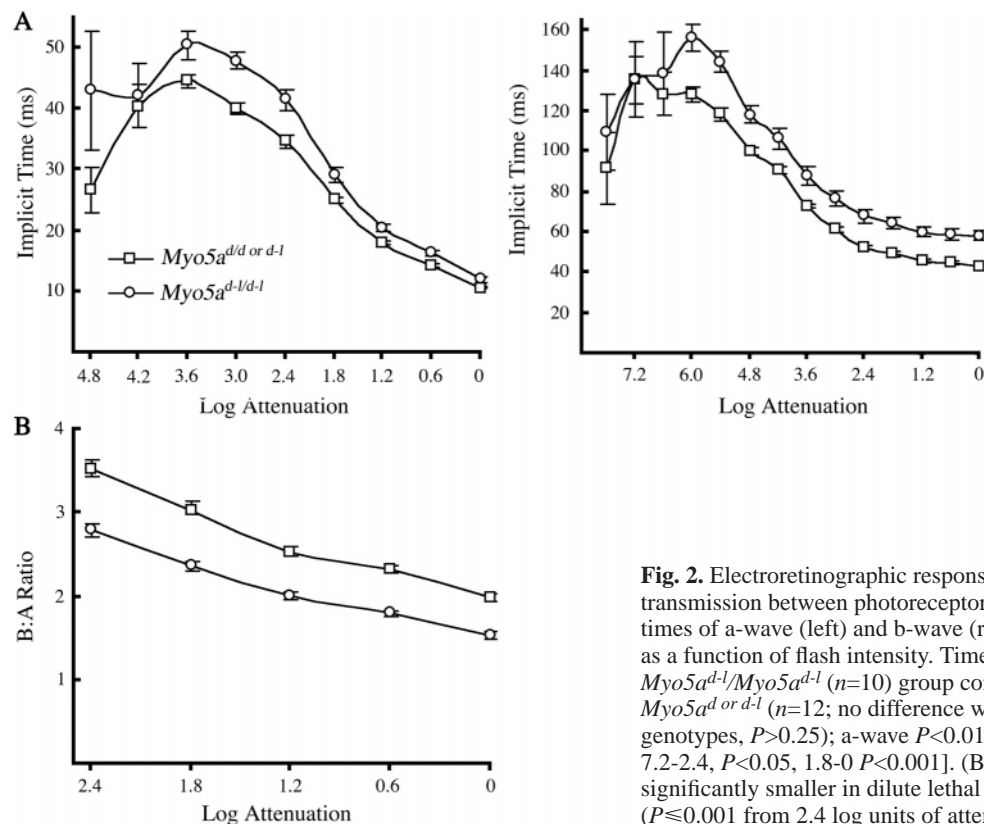 A
Implicit Time (ms)
50
40
30
20
10
Myo5a^d/d or d-l
Myo5a^d-l/d-l
4.8 4.2 3.6 3.0 2.4 1.8 1.2 0.6 0
Log Attenuation
Implicit Time (ms)
160
140
120
100
80
60
40
20
7.2 6.0 4.8 3.6 2.4 1.2 0
Log Attenuation
B
B:A Ratio
4
3
2
1
2.4 1.8 1.2 0.6 0
Log Attenuation
Fig. 2. Electroretinographic respons
transmission between photoreceptor
times of a-wave (left) and b-wave (r
as a function of flash intensity. Time
Myo5a^d-l/Myo5a^d-l (n=10) group con
Myo5a^d or d-l (n=12; no difference w
genotypes, P>0.25); a-wave P<0.01
7.2-2.4, P<0.05, 1.8-0 P<0.001]. (B
significantly smaller in dilute lethal
(P≤0.001 from 2.4 log units of atten